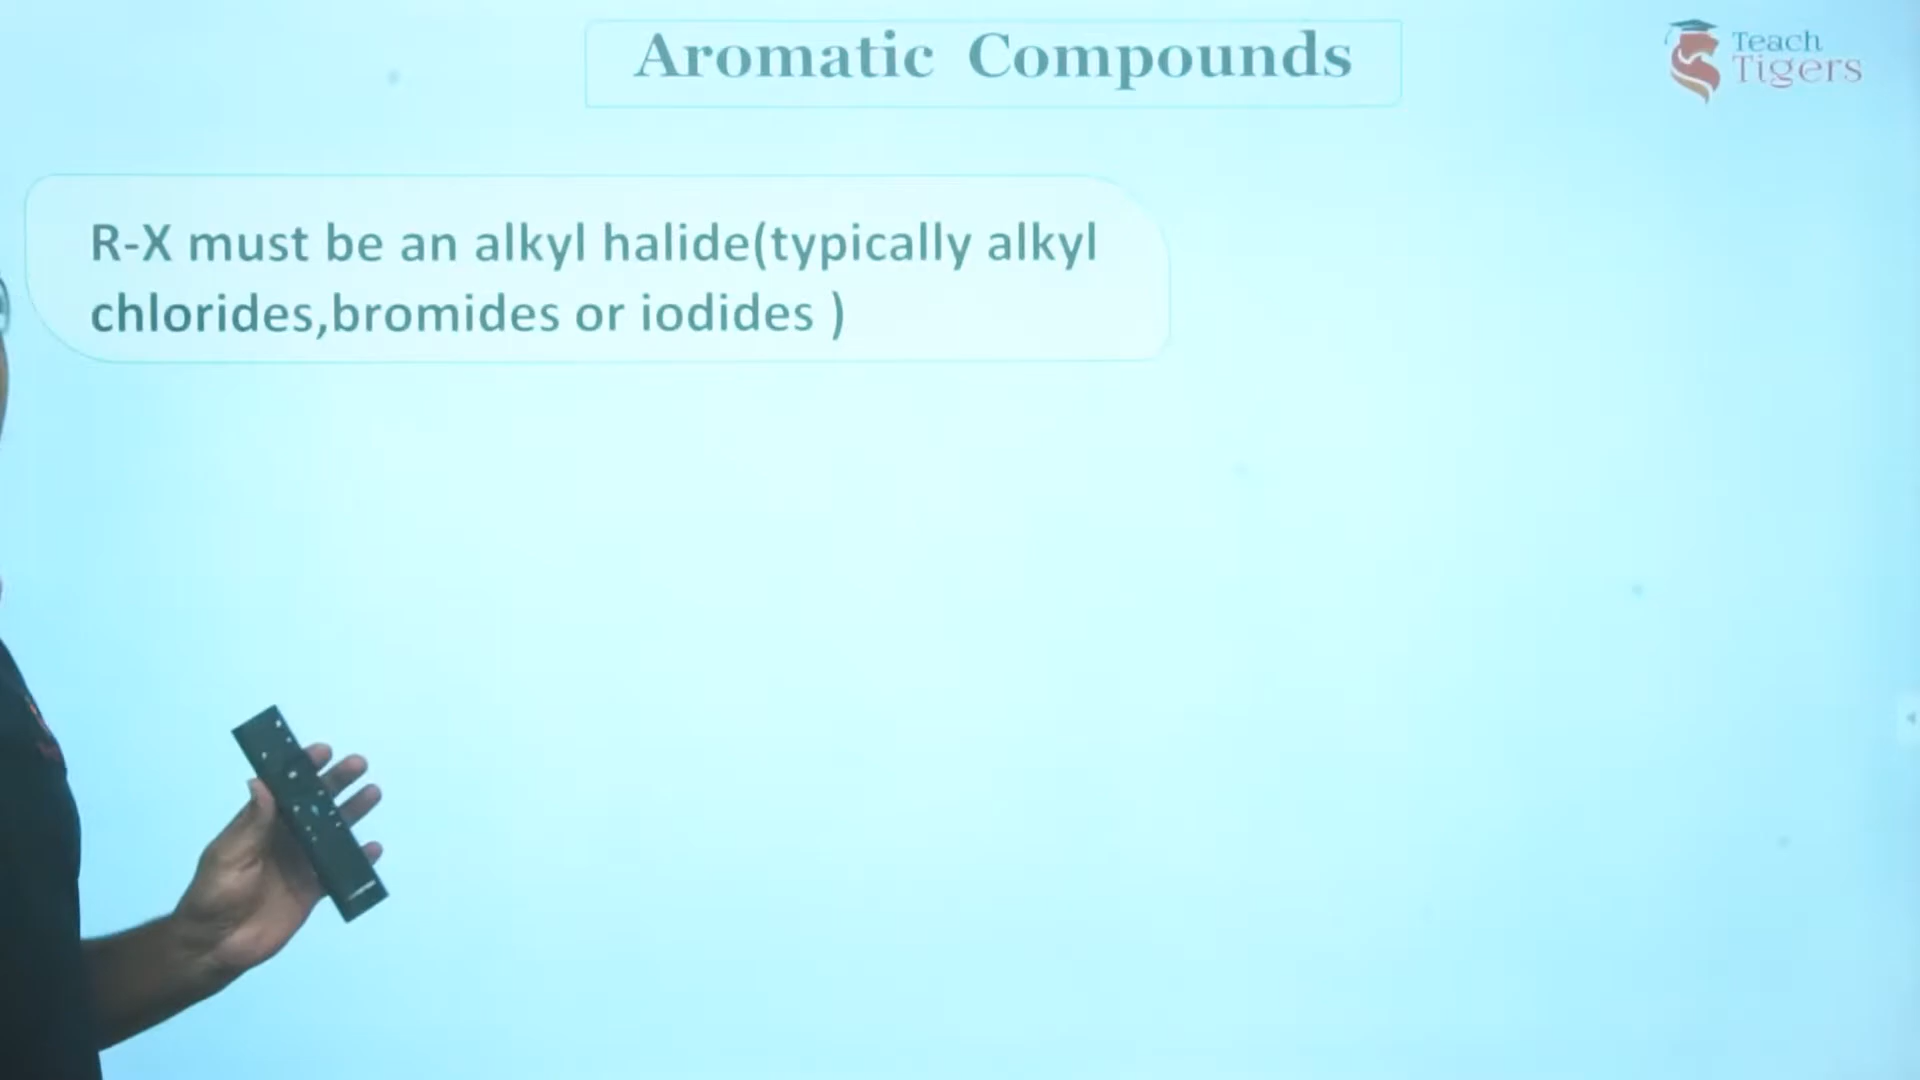 Aromatic Compounds
Teach
Tigers
R-X must be an alkyl halide(typically alkyl
chlorides,bromides or iodides )